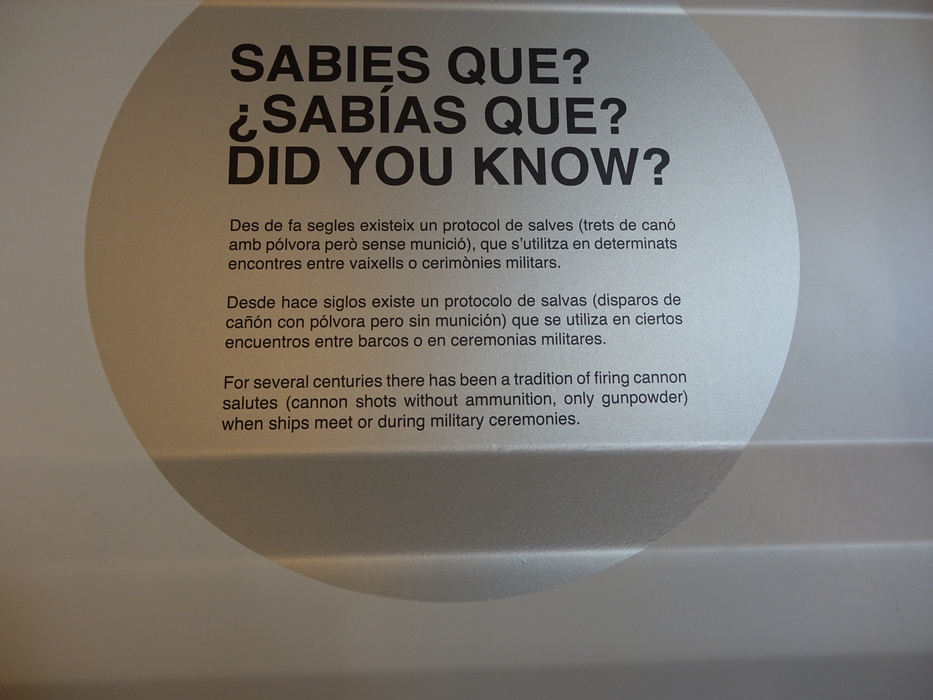 SABIES QUE?
¿SABÍAS QUE?
DID YOU KNOW?
Des de fa segles existeix un protocol de salves (trets de canó
amb pólvora però sense munició), que s'utilitza en determinats
encontres entre vaixells o cerimònies militars.
Desde hace siglos existe un protocolo de salvas (disparos de
cañón con pólvora pero sin munición) que se utiliza en ciertos
encuentros entre barcos o en ceremonias militares.
For several centuries there has been a tradition of firing cannon
salutes (cannon shots without ammunition, only gunpowder)
when ships meet or during military ceremonies.